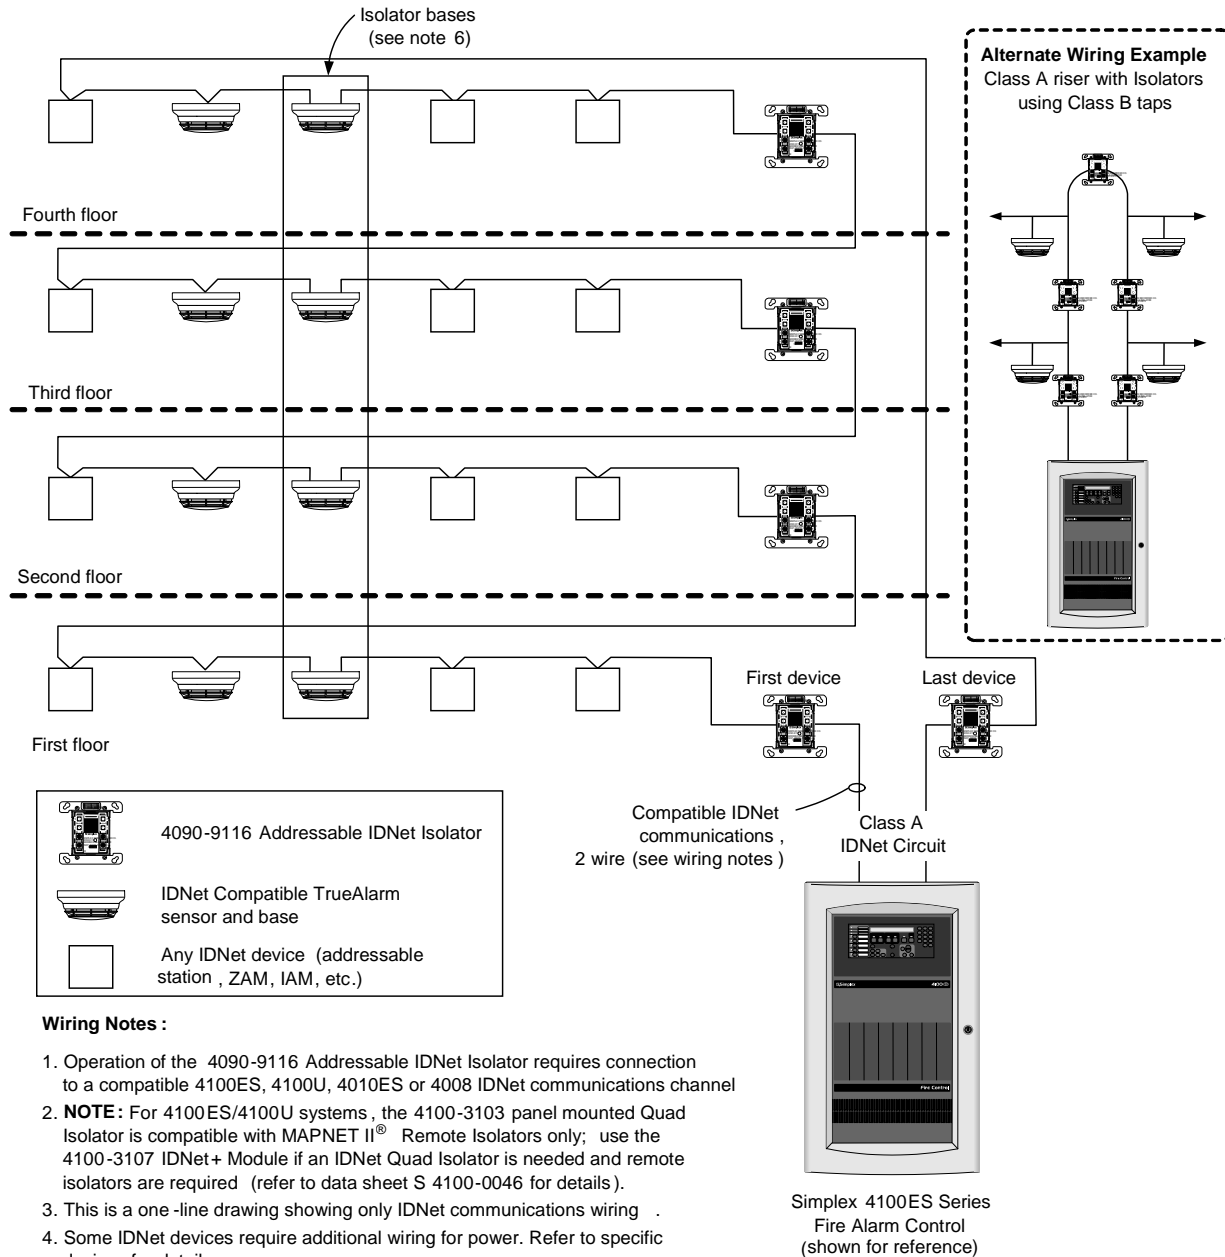 Isolator bases
(see note 6)
Alternate Wiring Example
Class A riser with Isolators
using Class B taps
Fourth floor
Third floor
Second floor
First device
Last device
First floor
Compatible IDNet
communications ,
2 wire (see wiring notes )
Class A
IDNet Circuit
4090-9116 Addressable IDNet Isolator
IDNet Compatible TrueAlarm
sensor and base
Any IDNet device (addressable
station , ZAM, IAM, etc.)
Simplex
4100ES
Fire Control
Wiring Notes :
1. Operation of the 4090-9116 Addressable IDNet Isolator requires connection
to a compatible 4100ES, 4100U, 4010ES or 4008 IDNet communications channel
2. NOTE: For 4100ES/4100U systems , the 4100-3103 panel mounted Quad
Isolator is compatible with MAPNET II® Remote Isolators only; use the
4100-3107 IDNet+ Module if an IDNet Quad Isolator is needed and remote
isolators are required (refer to data sheet S 4100-0046 for details ).
3. This is a one -line drawing showing only IDNet communications wiring .
4. Some IDNet devices require additional wiring for power. Refer to specific
Simplex 4100ES Series
Fire Alarm Control
(shown for reference)